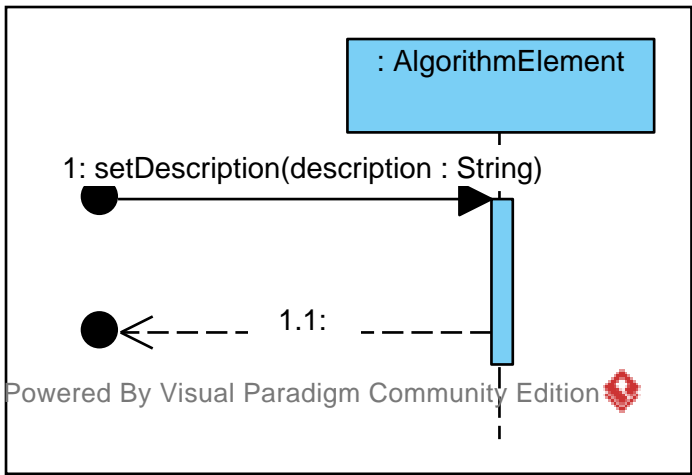 : AlgorithmElement
1: setDescription(description : String)
1.1:
Powered By Visual Paradigm Community Edition